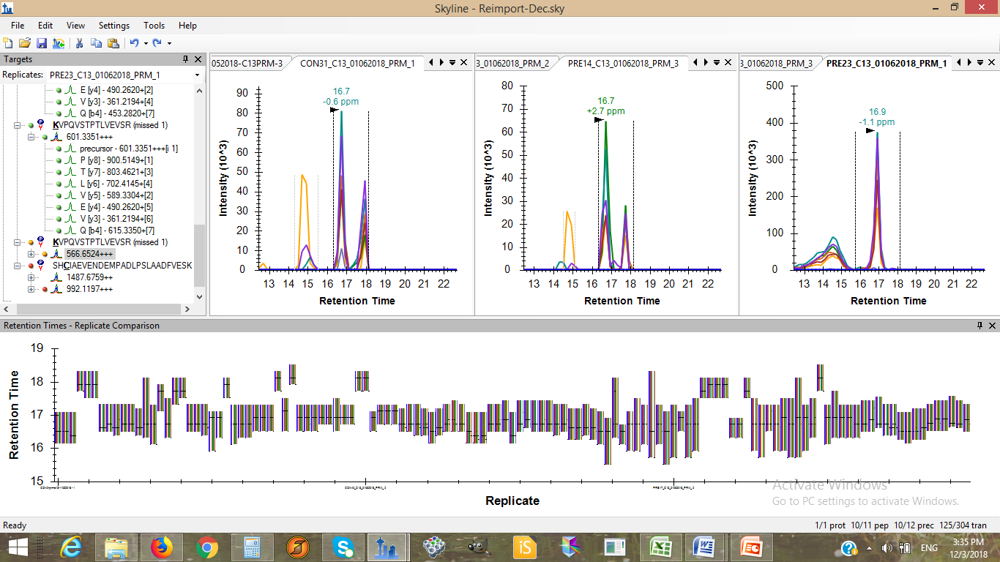 Skyline - Reimport-Dec.sky
File Edit View Settings Tools Help
Targets
Replicates: PRE23_C13_01062018_PRM_1
E [y4] - 490.2620+[2]
V [y3] - 361.2194+[4]
Q [b4] - 453.2820+[7]
KVPQVSTPTLVEVSR (missed 1)
601.3351+++
precursor - 601.3351+++[i 1]
P [y8] - 900.5149+[1]
T [y7] - 803.4621+[3]
L [y6] - 702.4145+[4]
V [y5] - 589.3304+[2]
E [y4] - 490.2620+[5]
V [y3] - 361.2194+[6]
Q [b4] - 615.3350+[7]
KVPQVSTPTLVEVSR (missed 1)
566.6524+++
SHCIAEVENDEMPADLPSLAADFVESK
1487.6759++
992.1197+++
052018-C13PRM-3 CON31_C13_01062018_PRM_1
16.7
-0.6 ppm
Intensity (10^3)
90
80
70
60
50
40
30
20
10
0
13 14 15 16 17 18 19 20 21 22
Retention Time
3_01062018_PRM_2 PRE14_C13_01062018_PRM_3
16.7
+2.7 ppm
Intensity (10^3)
80
70
60
50
40
30
20
10
0
13 14 15 16 17 18 19 20 21 22
Retention Time
3_01062018_PRM_3 PRE23_C13_01062018_PRM_1
16.9
-1.1 ppm
Intensity (10^3)
500
400
300
200
100
0
13 14 15 16 17 18 19 20 21 22
Retention Time
Retention Times - Replicate Comparison
Retention Time
19
18
17
16
15
Replicate
Activate Windows
Go to PC settings to activate Windows.
Ready
1/1 prot 10/11 pep 10/12 prec 125/304 tran
iS
ENG
3:35 PM
12/3/2018